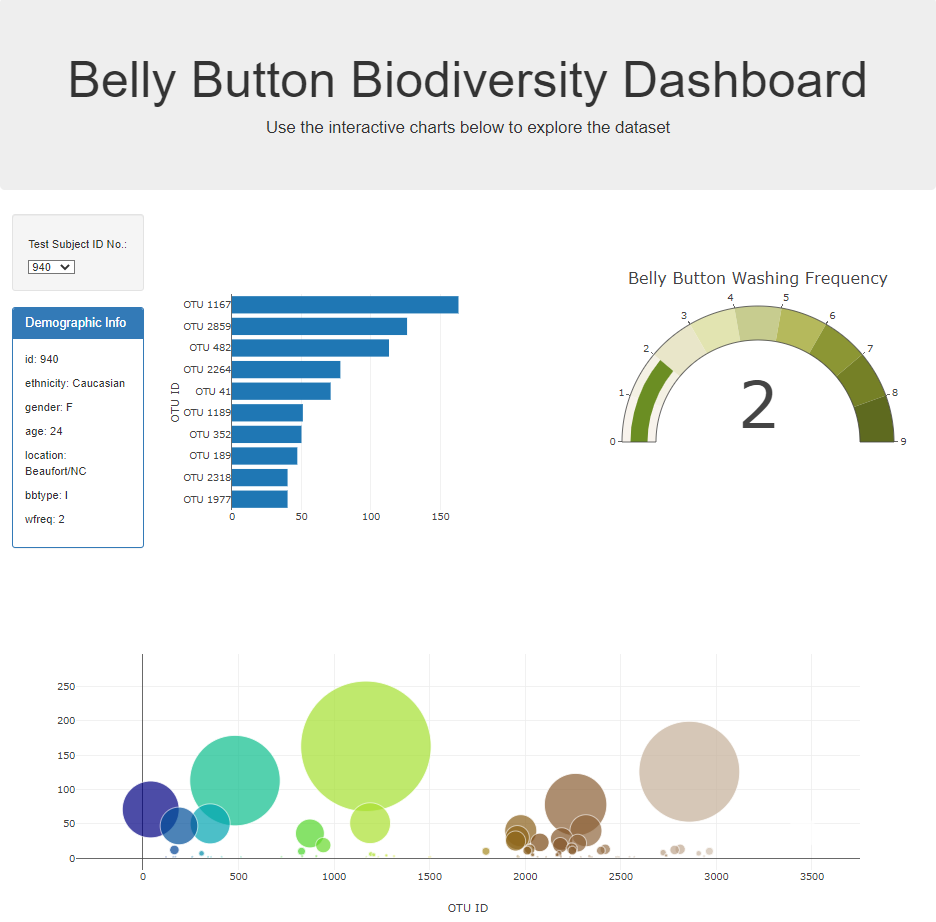 Belly Button Biodiversity Dashboard
Use the interactive charts below to explore the dataset
Test Subject ID No.:
940
Demographic Info
id: 940
ethnicity: Caucasian
gender: F
age: 24
location:
Beaufort/NC
bbtype: I
wfreq: 2
OTU ID
OTU 1167
OTU 2859
OTU 482
OTU 2264
OTU 41
OTU 1189
OTU 352
OTU 189
OTU 2318
OTU 1977
0 50 100 150
Belly Button Washing Frequency
0
1
2
3
4
5
6
7
8
9
2
250
200
150
100
50
0
0 500 1000 1500 2000 2500 3000 3500
OTU ID